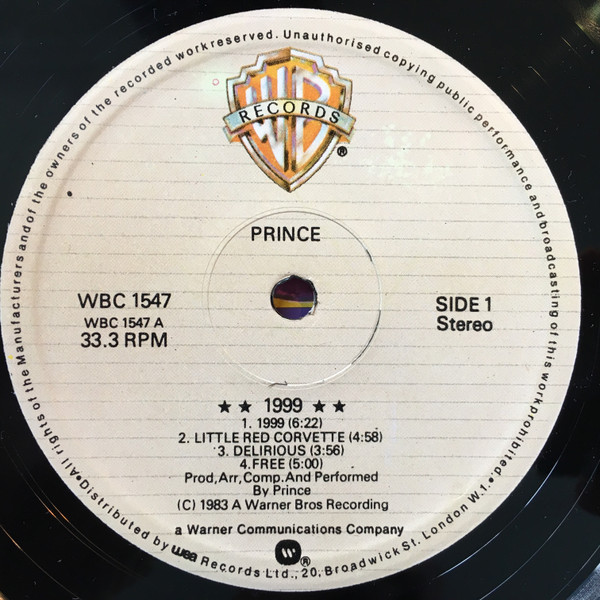 All rights of the Manufacturers and of the owners of the recorded work reserved. Unauthorised copying public performance and broadcasting of this work prohibited.
WB
RECORDS
®
PRINCE
WBC 1547
WBC 1547 A
33.3 RPM
SIDE 1
Stereo
★ ★ 1999 ★ ★
1. 1999 (6:22)
2. LITTLE RED CORVETTE (4:58)
3. DELIRIOUS (3:56)
4. FREE (5:00)
Prod,Arr,Comp.And Performed
By Prince
(C) 1983 A Warner Bros Recording
a Warner Communications Company
®
•Distributed by wea Records Ltd., 20, Broadwick St. London W.1.•